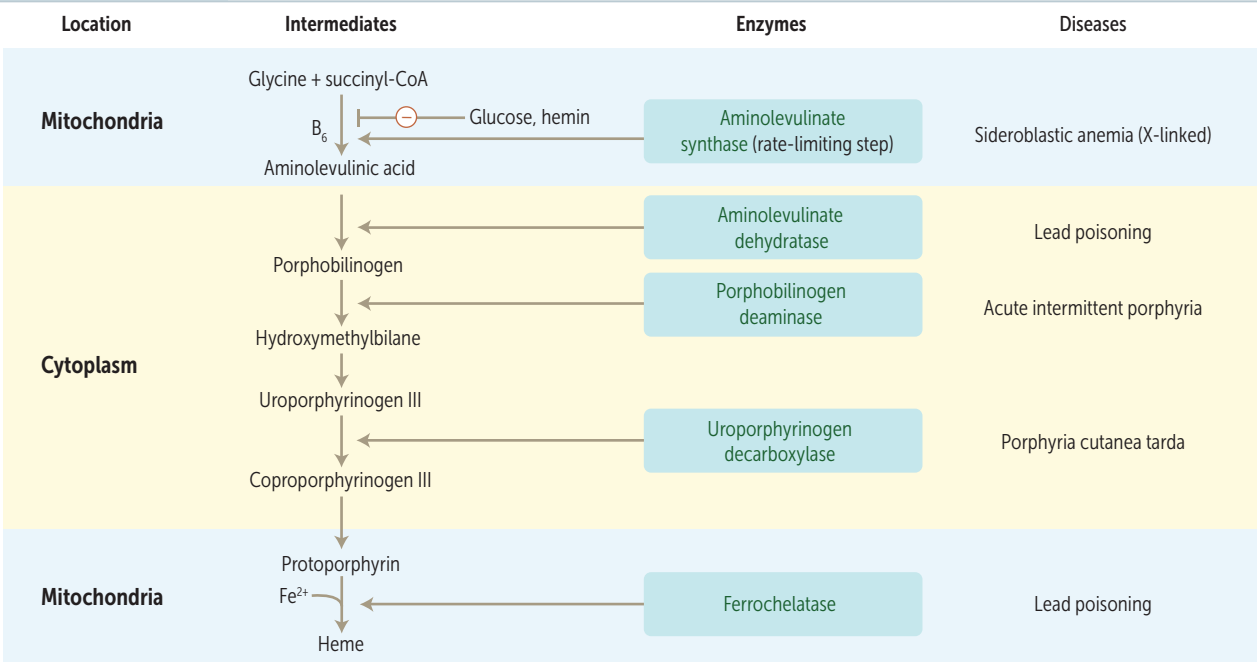 Location Intermediates Enzymes Diseases
Glycine + succinyl-CoA
Mitochondria
B₆
−
Glucose, hemin
Aminolevulinate
synthase (rate-limiting step)
Sideroblastic anemia (X-linked)
Aminolevulinic acid
Aminolevulinate
dehydratase
Lead poisoning
Porphobilinogen
Porphobilinogen
deaminase
Acute intermittent porphyria
Hydroxymethylbilane
Cytoplasm
Uroporphyrinogen III
Uroporphyrinogen
decarboxylase
Porphyria cutanea tarda
Coproporphyrinogen III
Protoporphyrin
Mitochondria
Fe²⁺
Ferrochelatase
Lead poisoning
Heme